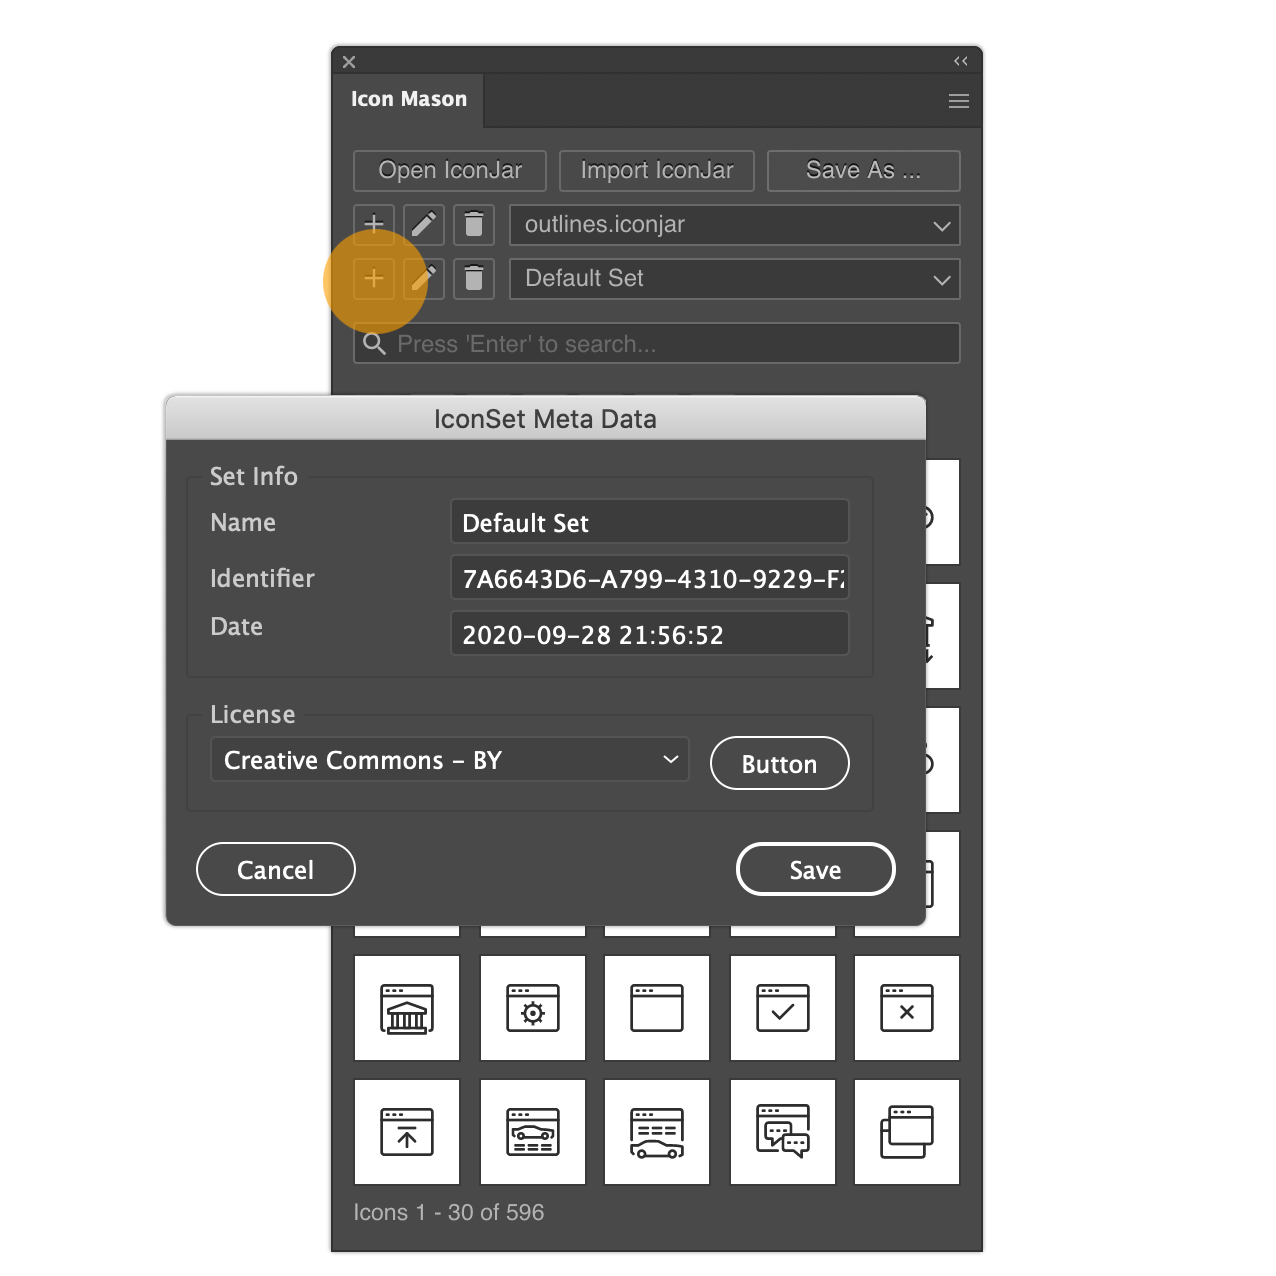 Icon Mason
Open IconJar Import IconJar Save As ...
outlines.iconjar
Default Set
Press 'Enter' to search...
IconSet Meta Data
Set Info
Name Default Set
Identifier 7A6643D6-A799-4310-9229-F
Date 2020-09-28 21:56:52
License
Creative Commons - BY Button
Cancel Save
Icons 1 - 30 of 596